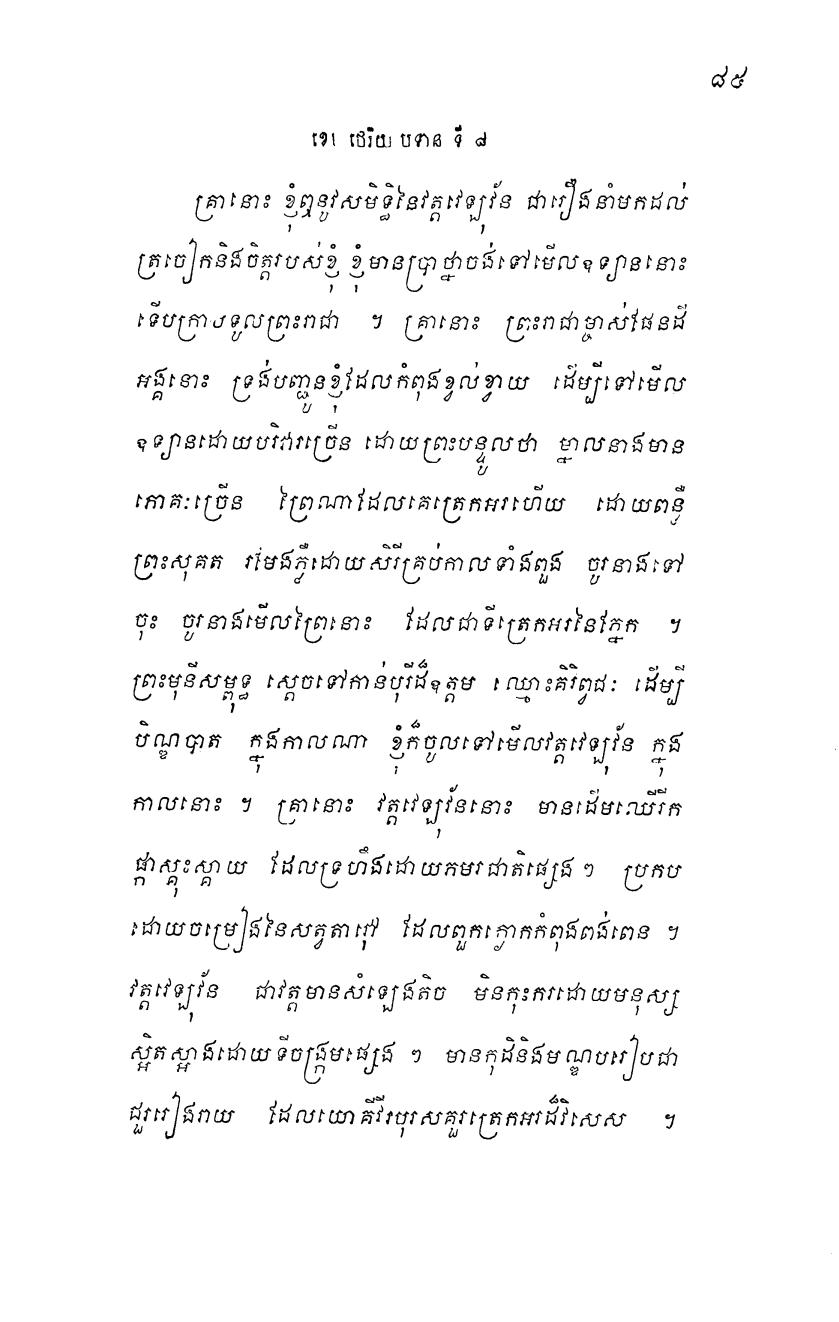 ៨៥
ខេមាថេរិយាបទាន ទី ៨
គ្រានោះ ខ្ញុំឮនូវសមិទ្ធិនៃវត្តវេឡុវ័ន ជារឿងនាំមកដល់
ត្រចៀកនិងចិត្តរបស់ខ្ញុំ ខ្ញុំមានប្រាថ្នាចង់ទៅមើលឧទ្យាននោះ
ទើបក្រាបទូលព្រះរាជា ។ គ្រានោះ ព្រះរាជាម្ចាស់ផែនដី
អង្គនោះ ទ្រង់បញ្ជូនខ្ញុំដែលកំពុងខ្វល់ខ្វាយ ដើម្បីទៅមើល
ឧទ្យានដោយបរិវារច្រើន ដោយព្រះបន្ទូលថា ម្នាលនាងមាន
ភោគៈច្រើន ព្រៃណាដែលគេត្រេកអរហើយ ដោយពន្លឺ
ព្រះសុគត រមែងភ្លឺដោយសិរីគ្រប់កាលទាំងពួង ចូរនាងទៅ
ចុះ ចូរនាងមើលព្រៃនោះ ដែលជាទីត្រេកអរនៃភ្នែក ។
ព្រះមុនីសម្ពុទ្ធ ស្តេចទៅកាន់បុរីដ៏ឧត្តម ឈ្មោះគិរិព្វជៈ ដើម្បី
បិណ្ឌបាត ក្នុងកាលណា ខ្ញុំក៏ចូលទៅមើលវត្តវេឡុវ័ន ក្នុង
កាលនោះ ។ គ្រានោះ វត្តវេឡុវ័ននោះ មានដើមឈើរីក
ផ្កាស្គុះស្គាយ ដែលទ្រហឹងដោយភមរជាតិផ្សេង ៗ ប្រកប
ដោយចម្រៀងនៃសត្វតាវ៉ៅ ដែលពួកក្ងោកកំពុងពង់ពេន ។
វត្តវេឡុវ័ន ជាវត្តមានសំឡេងតិច មិនកុះករដោយមនុស្ស
ស្អិតស្អាងដោយទីចង្ក្រមផ្សេង ៗ មានកុដិនិងមណ្ឌបរៀបជា
ជួររៀងរាយ ដែលយោគីវីរបុរសគួរត្រេកអរដ៏វិសេស ។